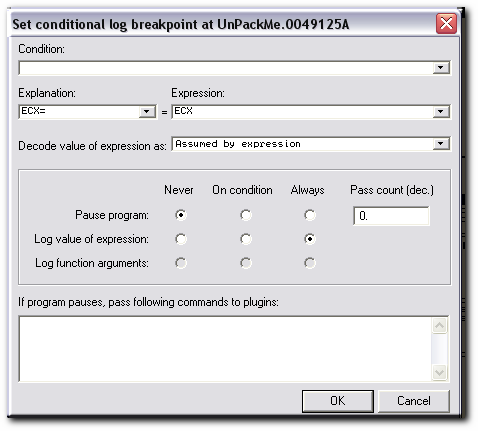 Set conditional log breakpoint at UnPackMe.0049125A
Condition:
Explanation: Expression:
ECX= = ECX
Decode value of expression as: Assumed by expression
Never On condition Always Pass count (dec.)
Pause program: 0.
Log value of expression:
Log function arguments:
If program pauses, pass following commands to plugins:
OK Cancel